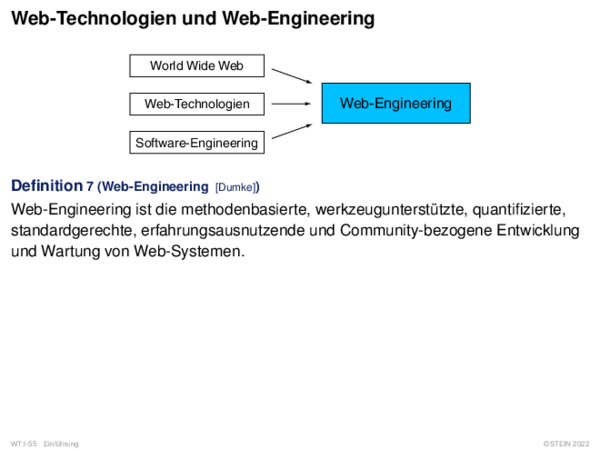 Web-Technologien und Web-Engineering
World Wide Web
Web-Technologien
Web-Engineering
Software-Engineering
Definition 7 (Web-Engineering [Dumke])
Web-Engineering ist die methodenbasierte, werkzeugunterstützte, quantifizierte,
standardgerechte, erfahrungsausnutzende und Community-bezogene Entwicklung
und Wartung von Web-Systemen.
WT:I-55 Einführung
©STEIN 2022